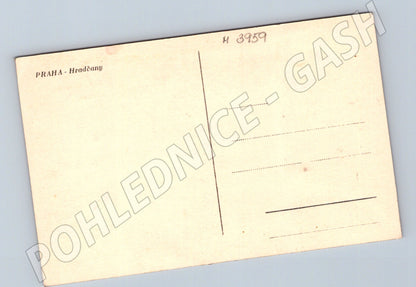 M 3959
PRAHA - Hradčany
POHLEDNICE - GASH